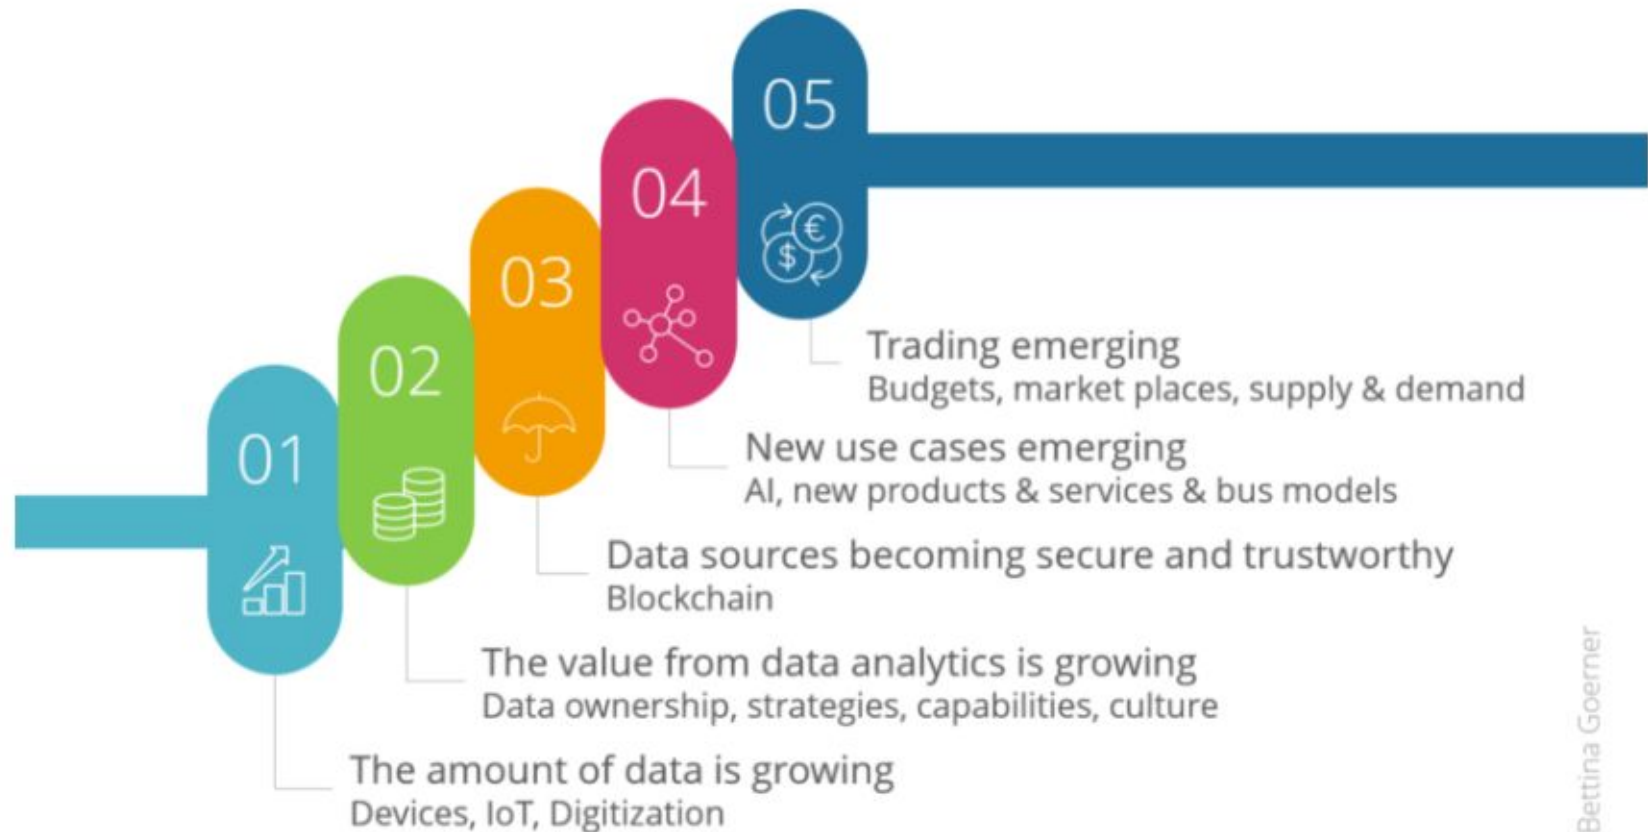 05
04
03
02
01
€
$
Trading emerging
Budgets, market places, supply & demand
New use cases emerging
AI, new products & services & bus models
Data sources becoming secure and trustworthy
Blockchain
The value from data analytics is growing
Data ownership, strategies, capabilities, culture
The amount of data is growing
Devices, IoT, Digitization
Bettina Goerner